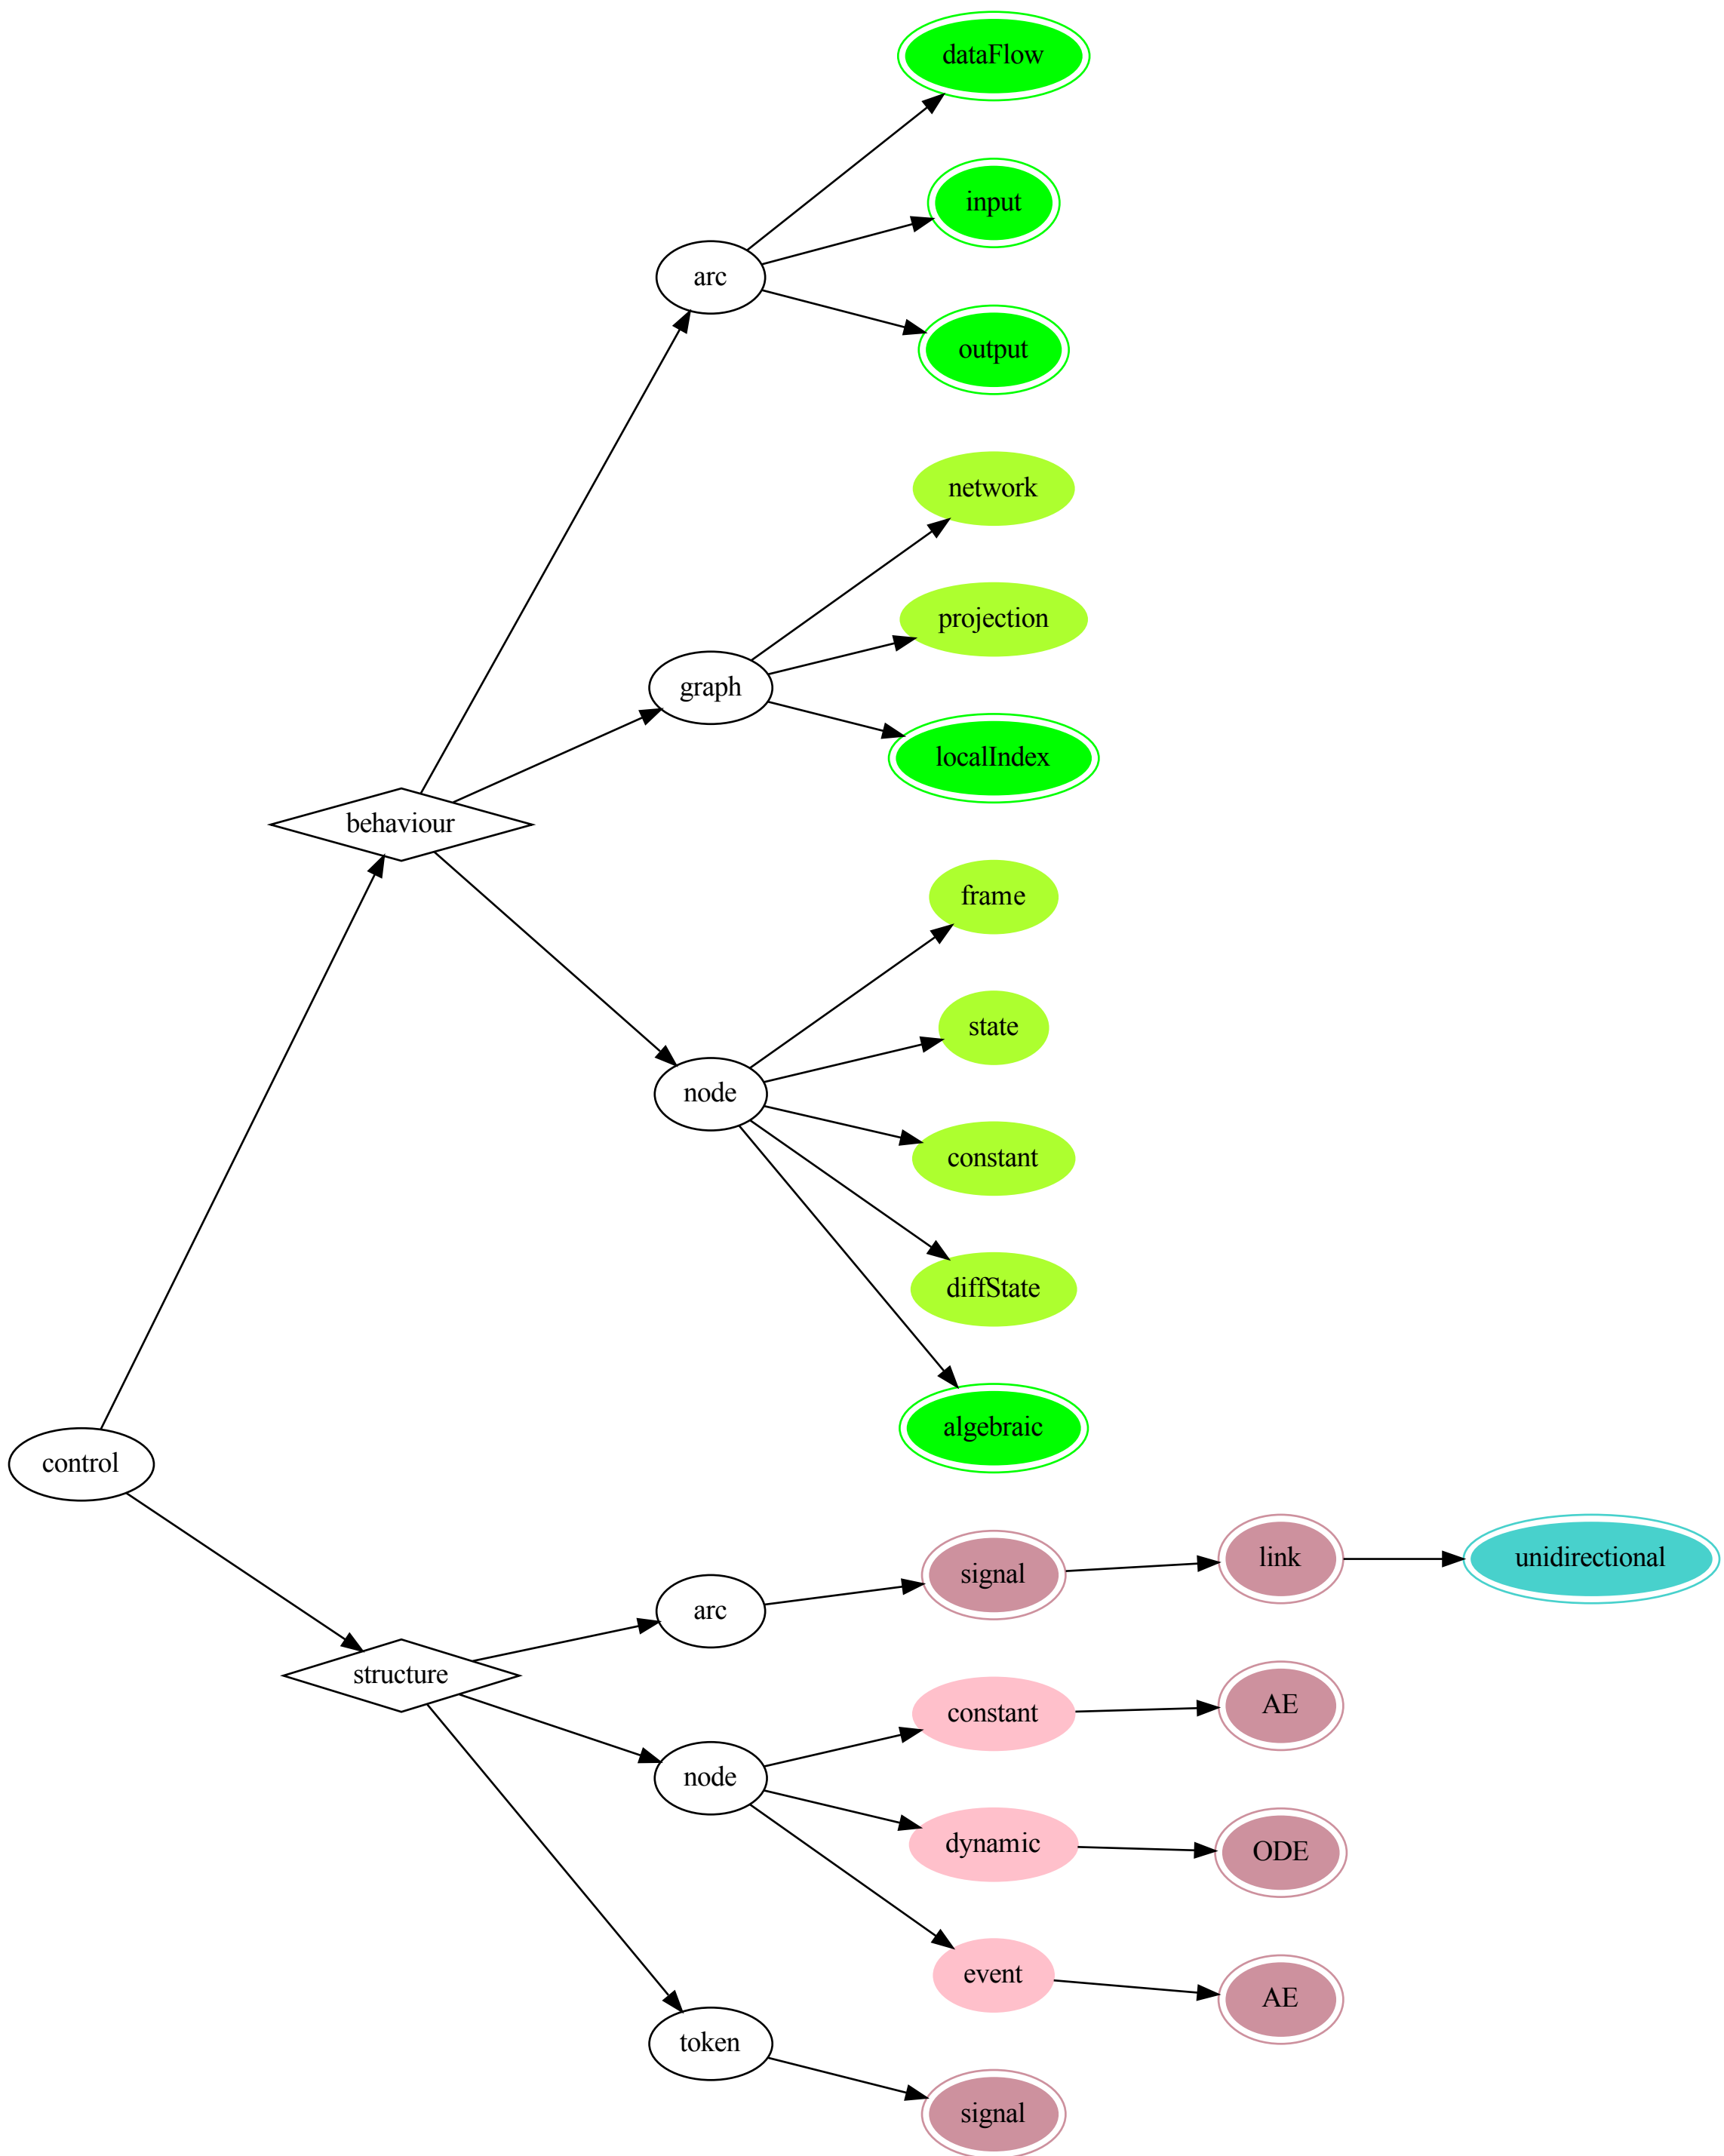 dataFlow
input
arc
output
network
projection
graph
localIndex
behaviour
frame
state
node
constant
diffState
algebraic
control
signal
link
unidirectional
arc
structure
constant
AE
node
dynamic
ODE
event
AE
token
signal